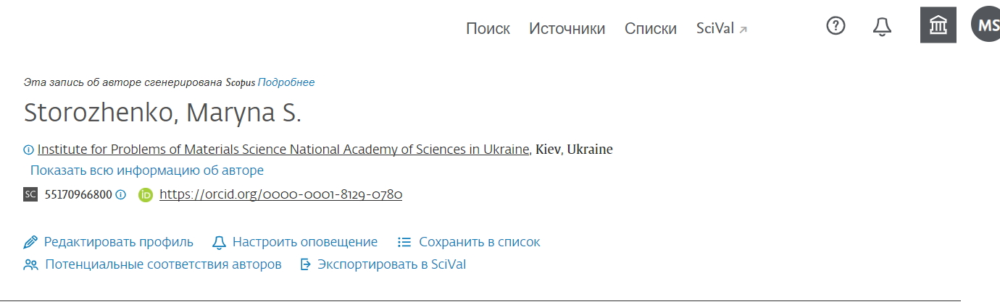 Поиск Источники Списки SciVal ↗ MS
Эта запись об авторе сгенерирована Scopus Подробнее
Storozhenko, Maryna S.
Institute for Problems of Materials Science National Academy of Sciences in Ukraine, Kiev, Ukraine
Показать всю информацию об авторе
SC 55170966800 iD https://orcid.org/0000-0001-8129-0780
Редактировать профиль Настроить оповещение Сохранить в список
Потенциальные соответствия авторов Экспортировать в SciVal